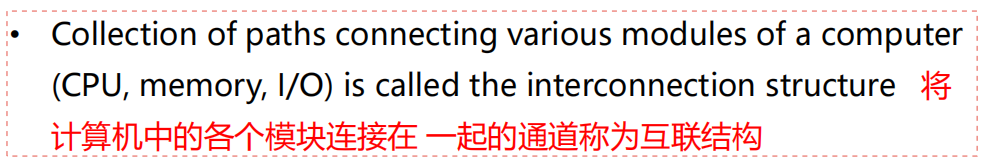 • Collection of paths connecting various modules of a computer
(CPU, memory, I/O) is called the interconnection structure 将
计算机中的各个模块连接在 一起的通道称为互联结构